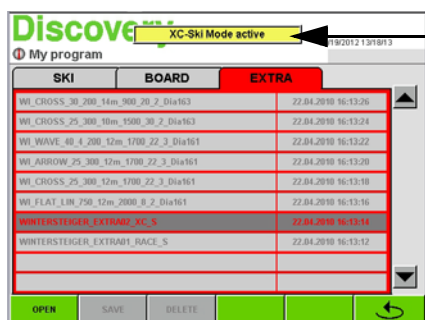 Discovery
XC-Ski Mode active
/19/2012 13/18/13
My program
SKI BOARD EXTRA
WI_CROSS_30_200_14m_900_20_2_Dia163 22.04.2010 16:13:26
WI_CROSS_25_300_10m_1500_30_2_Dia163 22.04.2010 16:13:24
WI_WAVE_40_4_200_12m_1700_22_3_Dia161 22.04.2010 16:13:22
WI_ARROW_25_300_12m_1700_22_3_Dia161 22.04.2010 16:13:20
WI_CROSS_25_300_12m_1700_22_3_Dia161 22.04.2010 16:13:18
WI_FLAT_LIN_750_12m_2000_8_2_Dia161 22.04.2010 16:13:16
WINTERSTEIGER_EXTRA02_XC_S 22.04.2010 16:13:14
WINTERSTEIGER_EXTRA01_RACE_S 22.04.2010 16:13:12
OPEN SAVE DELETE